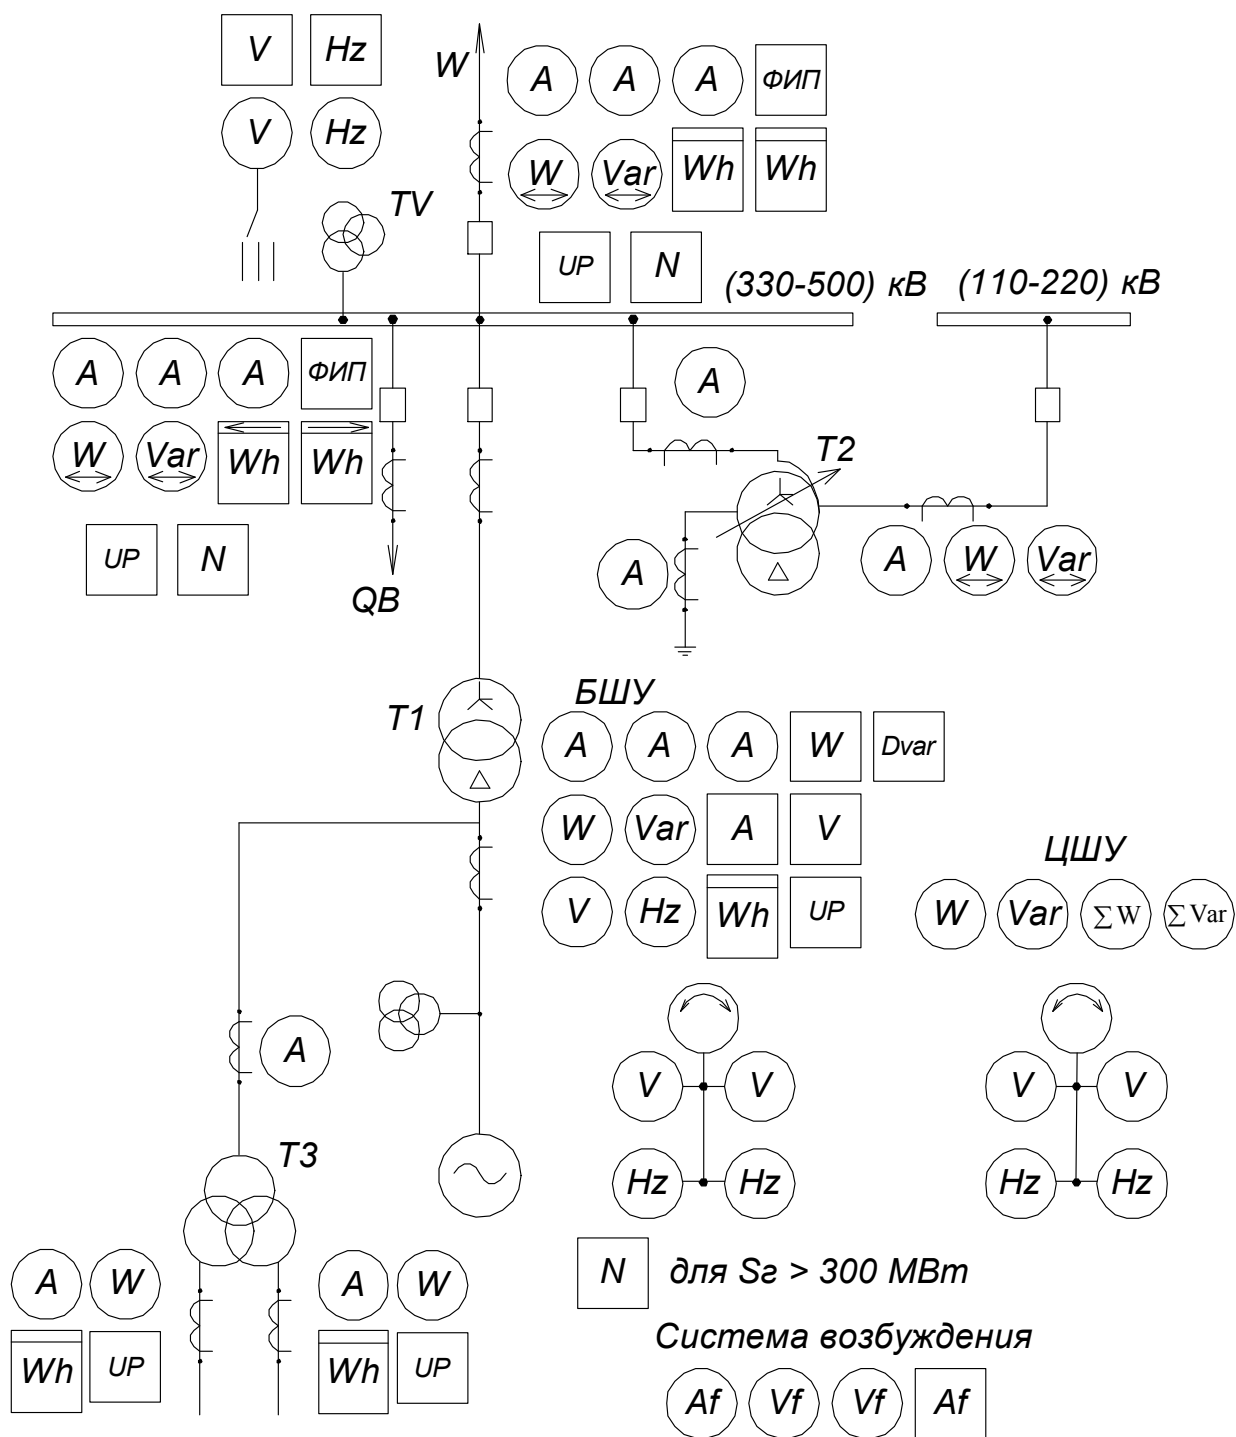 V Hz
W A A A ФИП
V Hz
W Var Wh Wh
TV
UP N
(330-500) кВ (110-220) кВ
A A A ФИП
A
W Var Wh Wh
T2
UP N
A
A W Var
QB
T1
БШУ
A A A W Dvar
W Var A V
V Hz Wh UP
ЦШУ
W Var ∑W ∑Var
A
V V
V V
T3
Hz Hz
Hz Hz
A W
A W
N для Sг > 300 МВт
Wh UP
Wh UP
Система возбуждения
Af Vf Vf Af